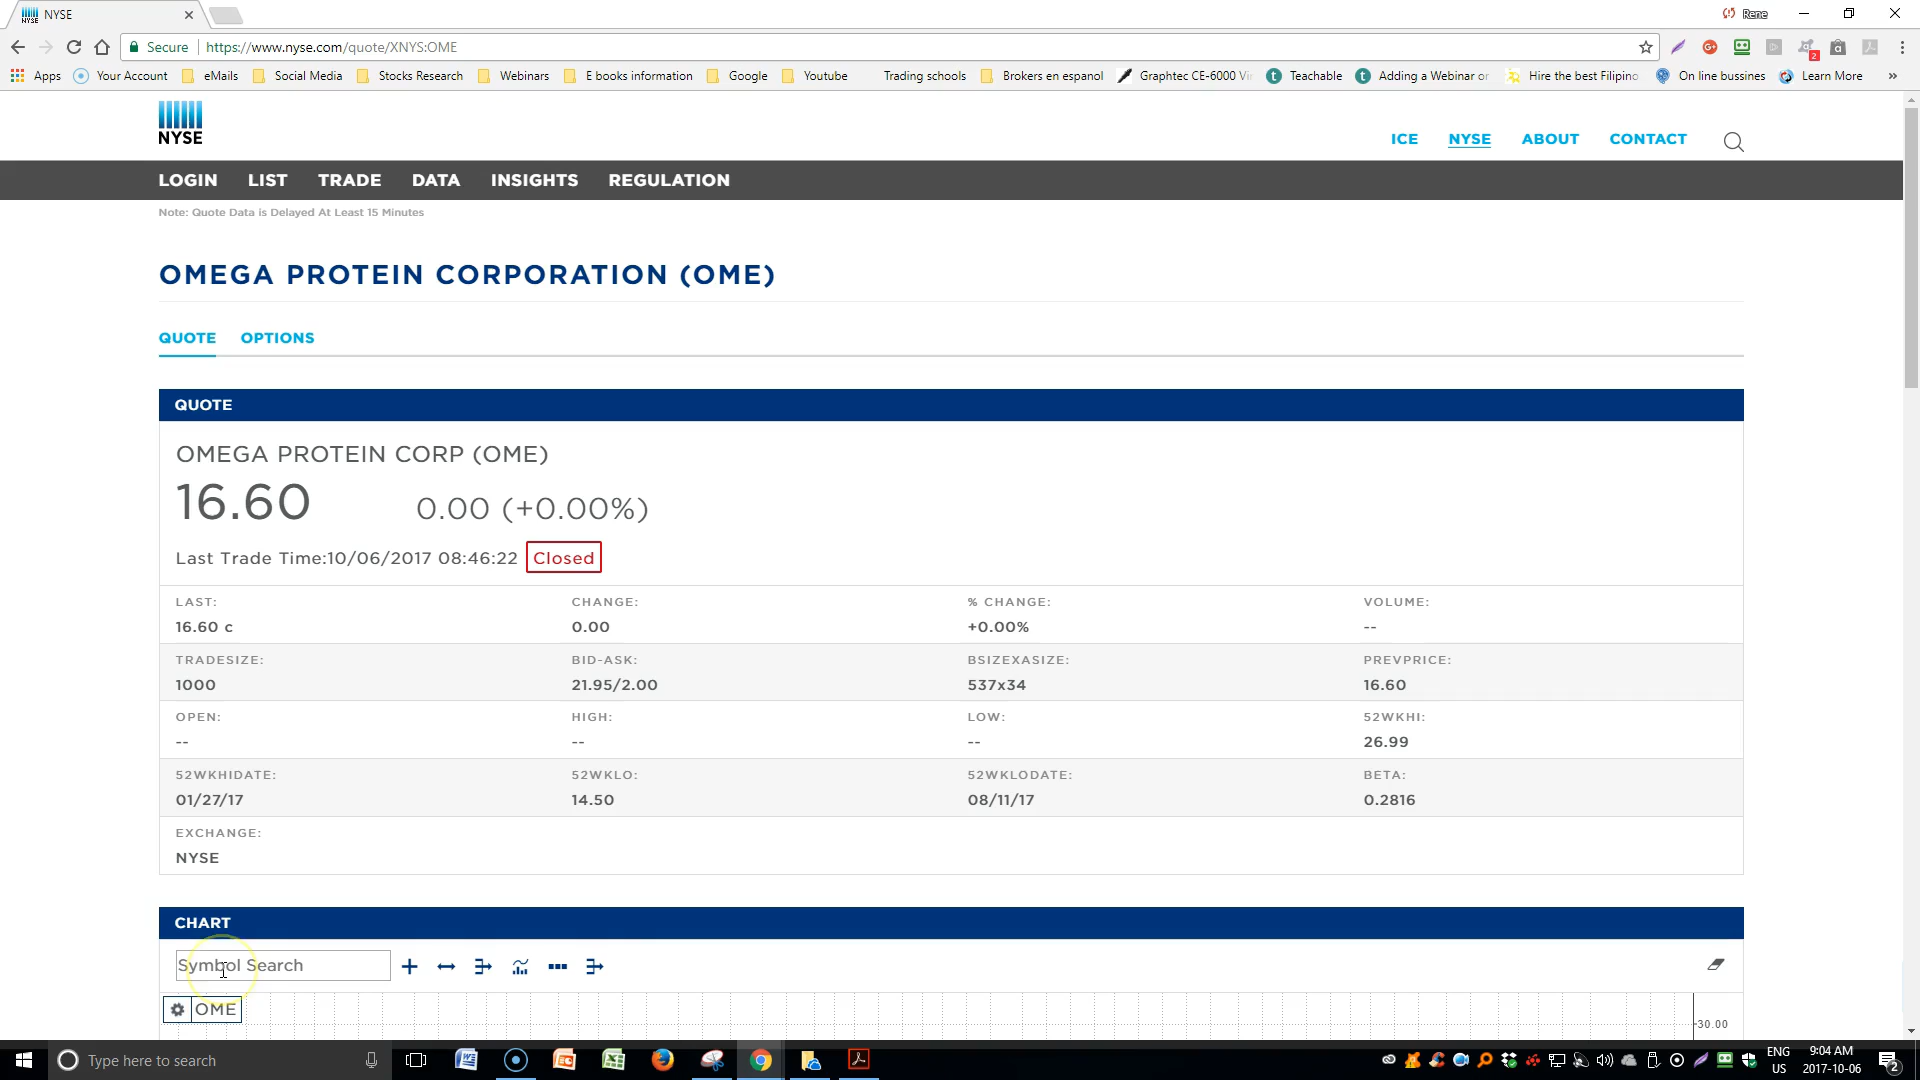 NYSE
Rene
Secure https://www.nyse.com/quote/XNYS:OME
Apps Your Account eMails Social Media Stocks Research Webinars E books information Google Youtube Trading schools Brokers en espanol Graphtec CE-6000 Vi Teachable Adding a Webinar or Hire the best Filipino On line bussines Learn More »
NYSE
ICE NYSE ABOUT CONTACT
LOGIN LIST TRADE DATA INSIGHTS REGULATION
Note: Quote Data is Delayed At Least 15 Minutes
OMEGA PROTEIN CORPORATION (OME)
QUOTE OPTIONS
QUOTE
OMEGA PROTEIN CORP (OME)
16.60 0.00 (+0.00%)
Last Trade Time:10/06/2017 08:46:22 Closed
LAST: CHANGE: % CHANGE: VOLUME:
16.60 c 0.00 +0.00% --
TRADESIZE: BID-ASK: BSIZEXASIZE: PREVPRICE:
1000 21.95/2.00 537x34 16.60
OPEN: HIGH: LOW: 52WKHI:
-- -- -- 26.99
52WKHIDATE: 52WKLO: 52WKLODATE: BETA:
01/27/17 14.50 08/11/17 0.2816
EXCHANGE:
NYSE
CHART
Symbol Search
OME
30.00
Type here to search
ENG 9:04 AM
US 2017-10-06 2